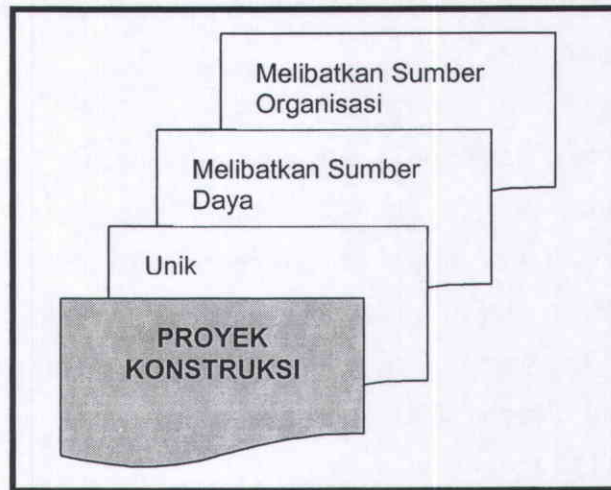 Melibatkan Sumber
Organisasi
Melibatkan Sumber
Daya
Unik
PROYEK
KONSTRUKSI